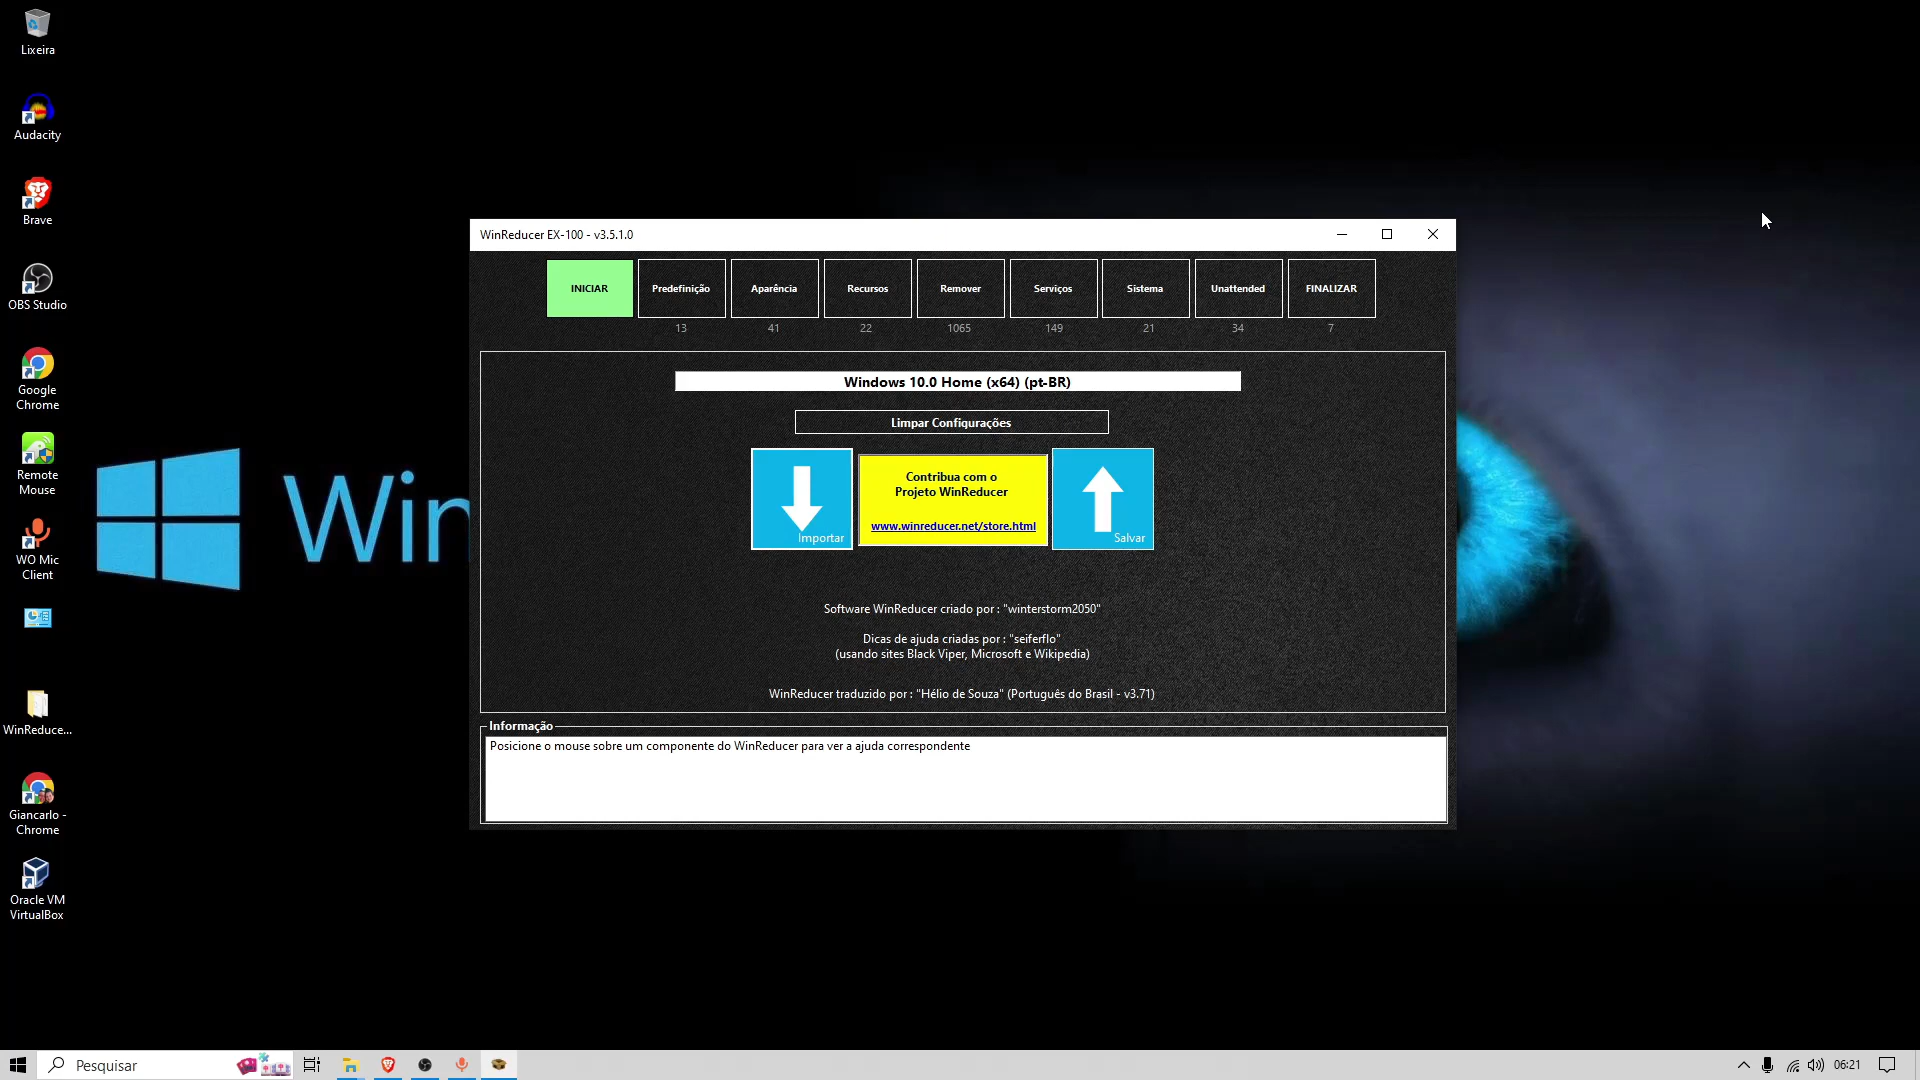 Lixeira
Audacity
Brave
OBS Studio
Google
Chrome
Remote
Mouse
WO Mic
Client
WinReduce...
Giancarlo -
Chrome
Oracle VM
VirtualBox
Win
WinReducer EX-100 - v3.5.1.0
INICIAR
Predefinição
Aparência
Recursos
Remover
Serviços
Sistema
Unattended
FINALIZAR
13
41
22
1065
149
21
34
7
Windows 10.0 Home (x64) (pt-BR)
Limpar Configurações
Importar
Contribua com o
Projeto WinReducer
www.winreducer.net/store.html
Salvar
Software WinReducer criado por : "winterstorm2050"
Dicas de ajuda criadas por : "seiferflo"
(usando sites Black Viper, Microsoft e Wikipedia)
WinReducer traduzido por : "Hélio de Souza" (Português do Brasil - v3.71)
Informação
Posicione o mouse sobre um componente do WinReducer para ver a ajuda correspondente
Pesquisar
06:21